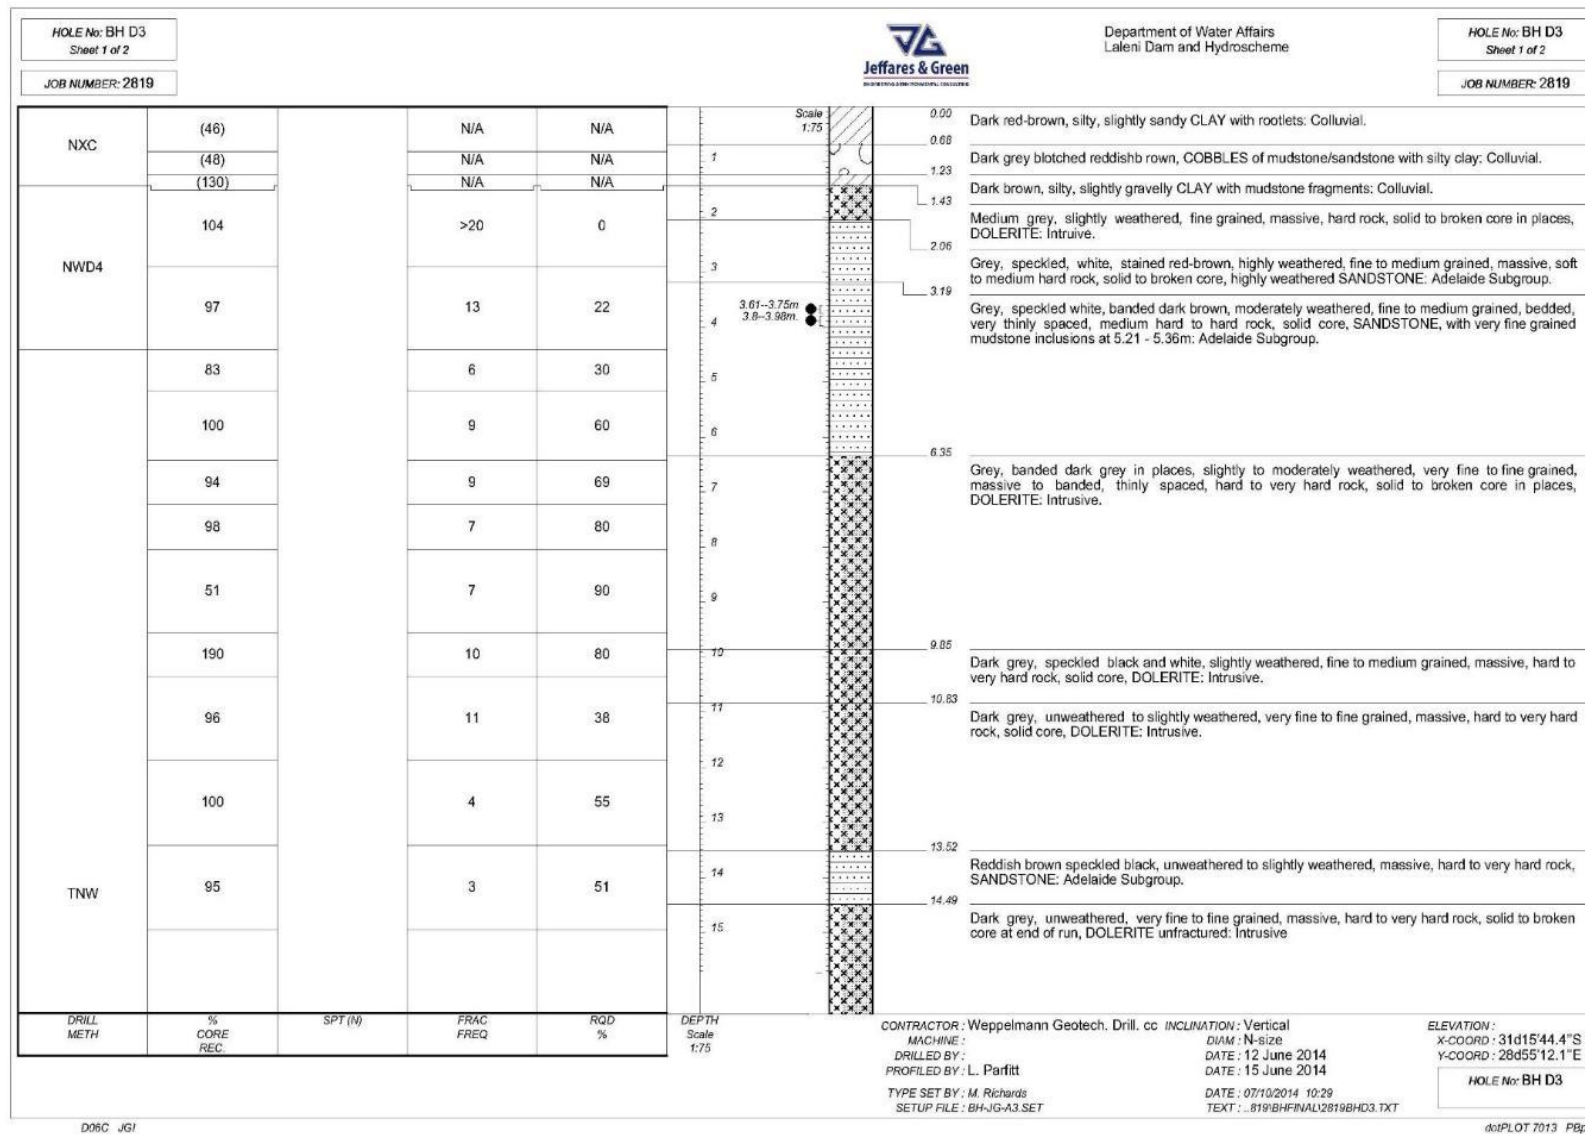 HOLE No: BH D3
Sheet 1 of 2
JOB NUMBER: 2819
JG
Jeffares & Green
Department of Water Affairs
Laleni Dam and Hydroscheme
HOLE No: BH D3
Sheet 1 of 2
JOB NUMBER: 2819
NXC
(46) N/A N/A
(48) N/A N/A
(130) N/A N/A
NWD4
104 >20 0
97 13 22
83 6 30
100 9 60
94 9 69
98 7 80
51 7 90
190 10 80
96 11 38
100 4 55
TNW
95 3 51
Scale
1:75
1
2
3
4
5
6
7
8
9
10
11
12
13
14
15
3.61--3.75m
3.8--3.98m.
0.00
Dark red-brown, silty, slightly sandy CLAY with rootlets: Colluvial.
0.68
Dark grey blotched reddishb rown, COBBLES of mudstone/sandstone with silty clay: Colluvial.
1.23
Dark brown, silty, slightly gravelly CLAY with mudstone fragments: Colluvial.
1.43
Medium grey, slightly weathered, fine grained, massive, hard rock, solid to broken core in places,
DOLERITE: Intruive.
2.06
Grey, speckled, white, stained red-brown, highly weathered, fine to medium grained, massive, soft
to medium hard rock, solid to broken core, highly weathered SANDSTONE: Adelaide Subgroup.
3.19
Grey, speckled white, banded dark brown, moderately weathered, fine to medium grained, bedded,
very thinly spaced, medium hard to hard rock, solid core, SANDSTONE, with very fine grained
mudstone inclusions at 5.21 - 5.36m: Adelaide Subgroup.
6.35
Grey, banded dark grey in places, slightly to moderately weathered, very fine to fine grained,
massive to banded, thinly spaced, hard to very hard rock, solid to broken core in places,
DOLERITE: Intrusive.
9.85
Dark grey, speckled black and white, slightly weathered, fine to medium grained, massive, hard to
very hard rock, solid core, DOLERITE: Intrusive.
10.83
Dark grey, unweathered to slightly weathered, very fine to fine grained, massive, hard to very hard
rock, solid core, DOLERITE: Intrusive.
13.52
Reddish brown speckled black, unweathered to slightly weathered, massive, hard to very hard rock,
SANDSTONE: Adelaide Subgroup.
14.49
Dark grey, unweathered, very fine to fine grained, massive, hard to very hard rock, solid to broken
core at end of run, DOLERITE unfractured: Intrusive
DRILL
METH
%
CORE
REC.
SPT (N)
FRAC
FREQ
RQD
%
DEPTH
Scale
1:75
CONTRACTOR : Weppelmann Geotech. Drill. cc
MACHINE :
DRILLED BY :
PROFILED BY : L. Parfitt
TYPE SET BY : M. Richards
SETUP FILE : BH-JG-A3.SET
INCLINATION : Vertical
DIAM : N-size
DATE : 12 June 2014
DATE : 15 June 2014
DATE : 07/10/2014 10:29
TEXT : ..819\BHFINAL\2819BHD3.TXT
ELEVATION :
X-COORD : 31d15'44.4"S
Y-COORD : 28d55'12.1"E
HOLE No: BH D3
D06C JGI
dotPLOT 7013